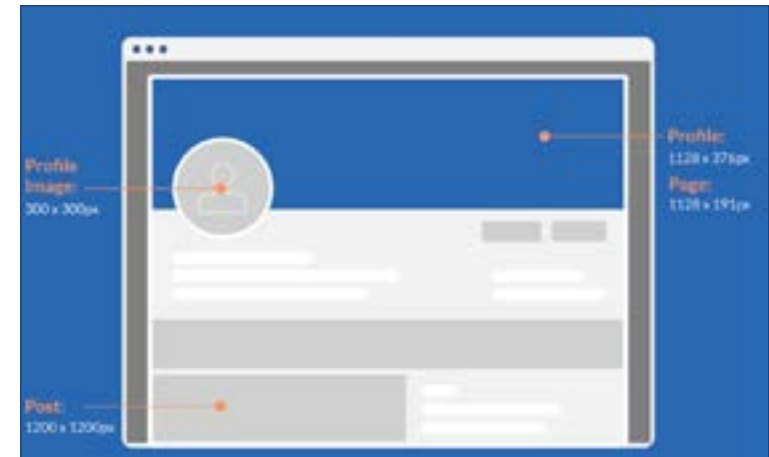 Profile
Image:
300 x 300px
Profile:
1128 x 376px
Page:
1128 x 191px
Post:
1200 x 1200px